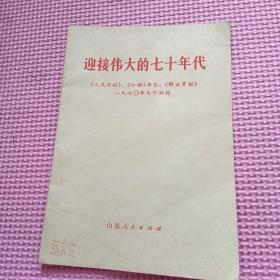 迎接伟大的七十年代
《人民日报》、《红旗》杂志、《解放军报》
一九七〇年元旦社论
山东人民出版社